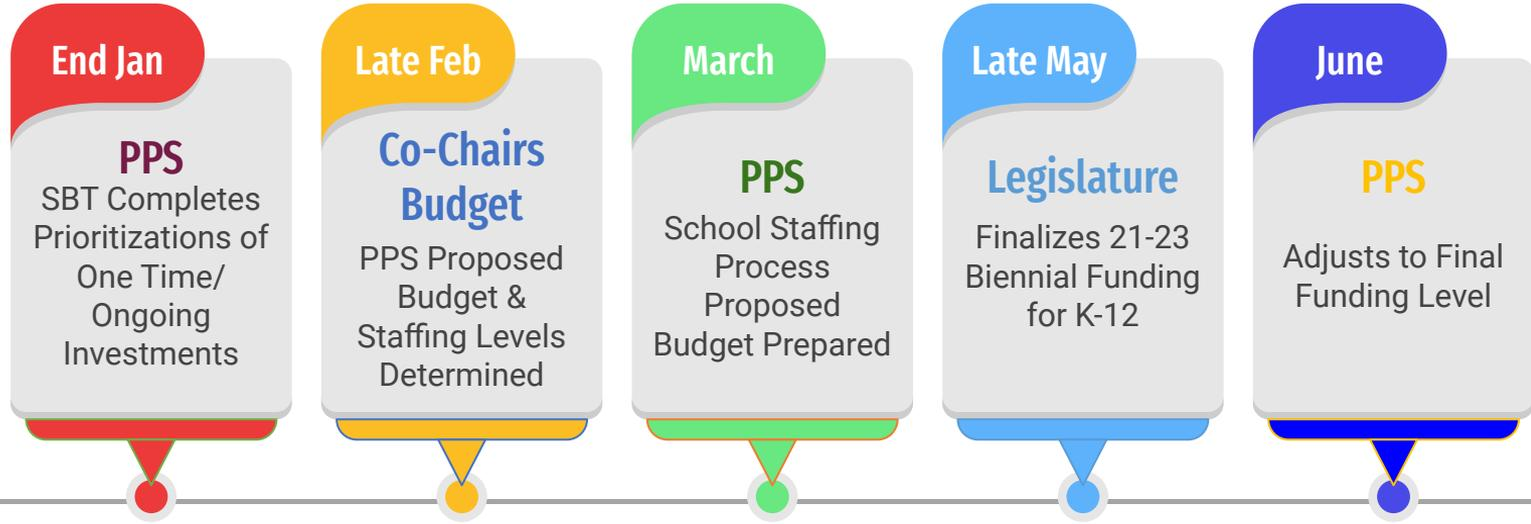 End Jan
PPS
SBT Completes
Prioritizations of
One Time/
Ongoing
Investments
Late Feb
Co-Chairs
Budget
PPS Proposed
Budget &
Staffing Levels
Determined
March
PPS
School Staffing
Process
Proposed
Budget Prepared
Late May
Legislature
Finalizes 21-23
Biennial Funding
for K-12
June
PPS
Adjusts to Final
Funding Level